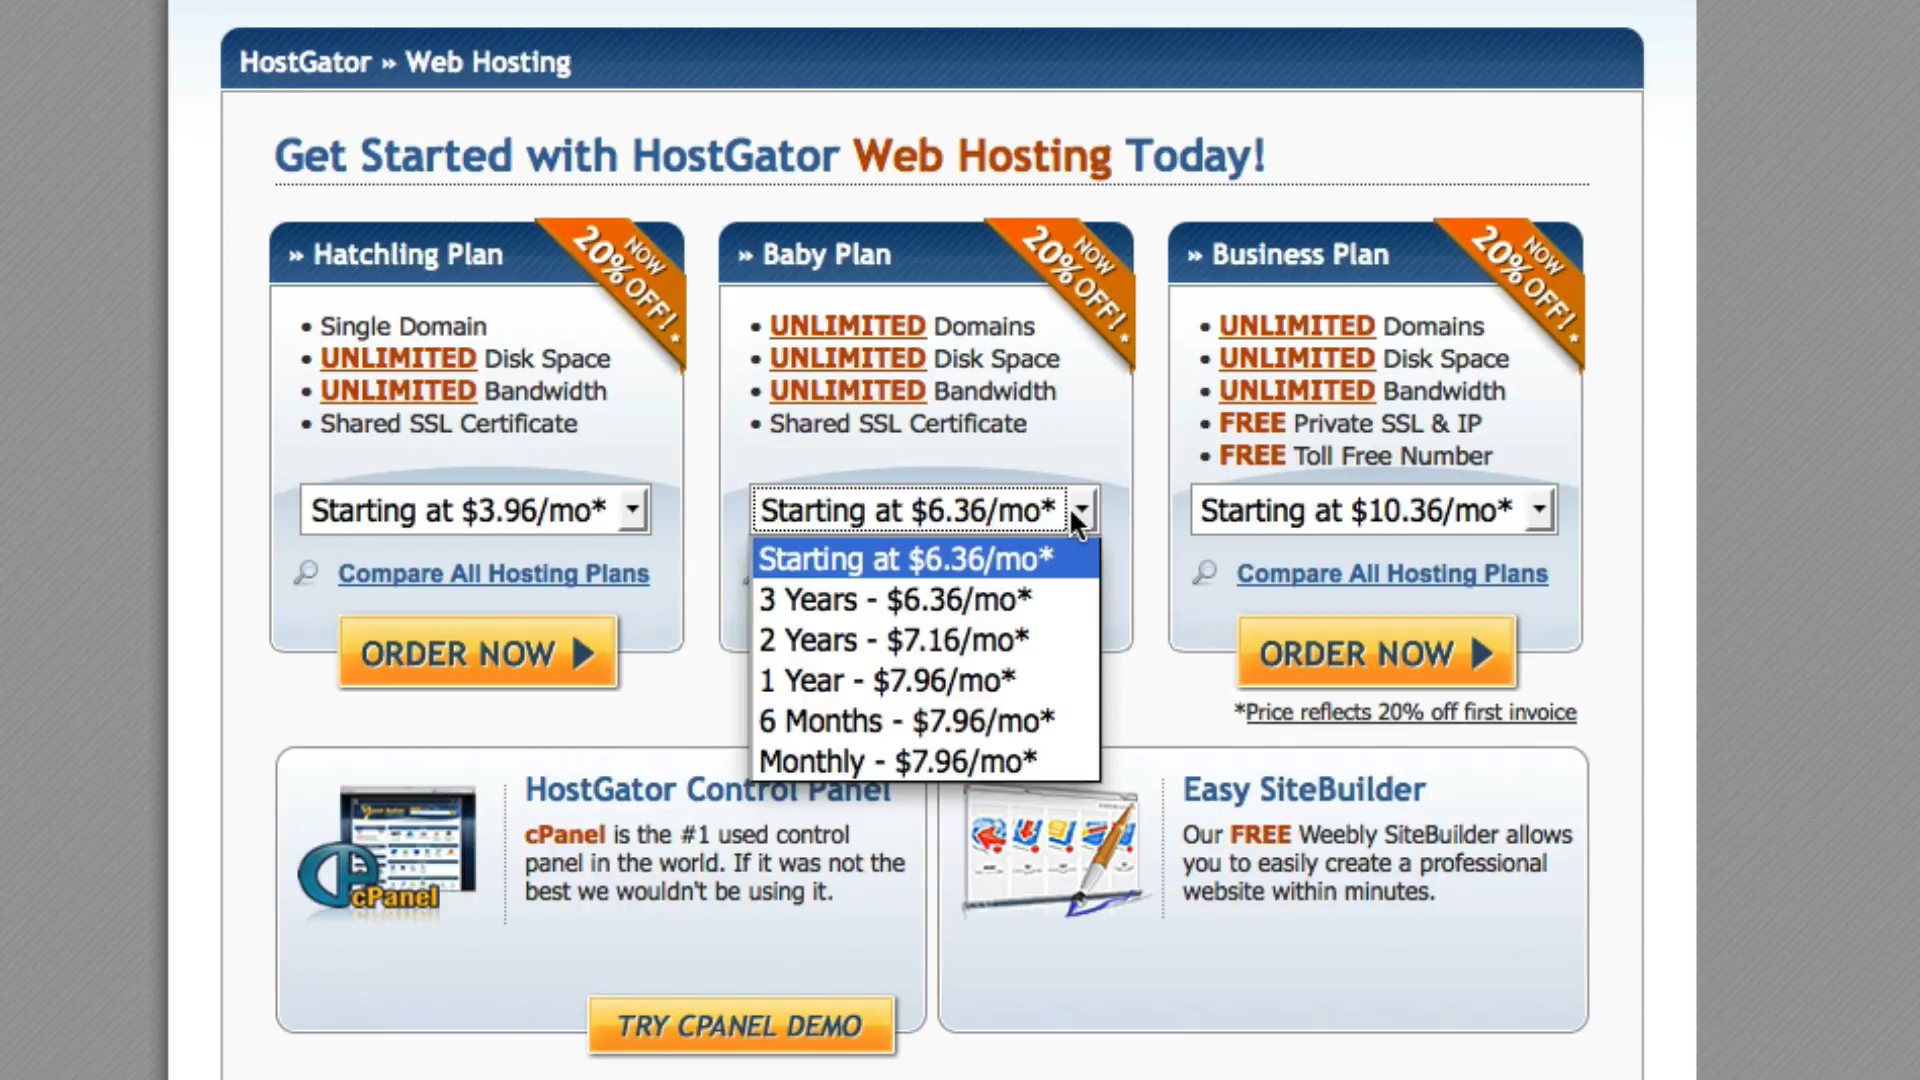 HostGator » Web Hosting
Get Started with HostGator Web Hosting Today!
» Hatchling Plan
NOW
20% OFF!*
• Single Domain
• UNLIMITED Disk Space
• UNLIMITED Bandwidth
• Shared SSL Certificate
Starting at $3.96/mo*
Compare All Hosting Plans
ORDER NOW
» Baby Plan
NOW
20% OFF!*
• UNLIMITED Domains
• UNLIMITED Disk Space
• UNLIMITED Bandwidth
• Shared SSL Certificate
Starting at $6.36/mo*
Starting at $6.36/mo*
3 Years - $6.36/mo*
2 Years - $7.16/mo*
1 Year - $7.96/mo*
6 Months - $7.96/mo*
Monthly - $7.96/mo*
» Business Plan
NOW
20% OFF!*
• UNLIMITED Domains
• UNLIMITED Disk Space
• UNLIMITED Bandwidth
• FREE Private SSL & IP
• FREE Toll Free Number
Starting at $10.36/mo*
Compare All Hosting Plans
ORDER NOW
*Price reflects 20% off first invoice
HostGator Control Panel
cPanel is the #1 used control
panel in the world. If it was not the
best we wouldn't be using it.
cPanel
TRY CPANEL DEMO
Easy SiteBuilder
Our FREE Weebly SiteBuilder allows
you to easily create a professional
website within minutes.